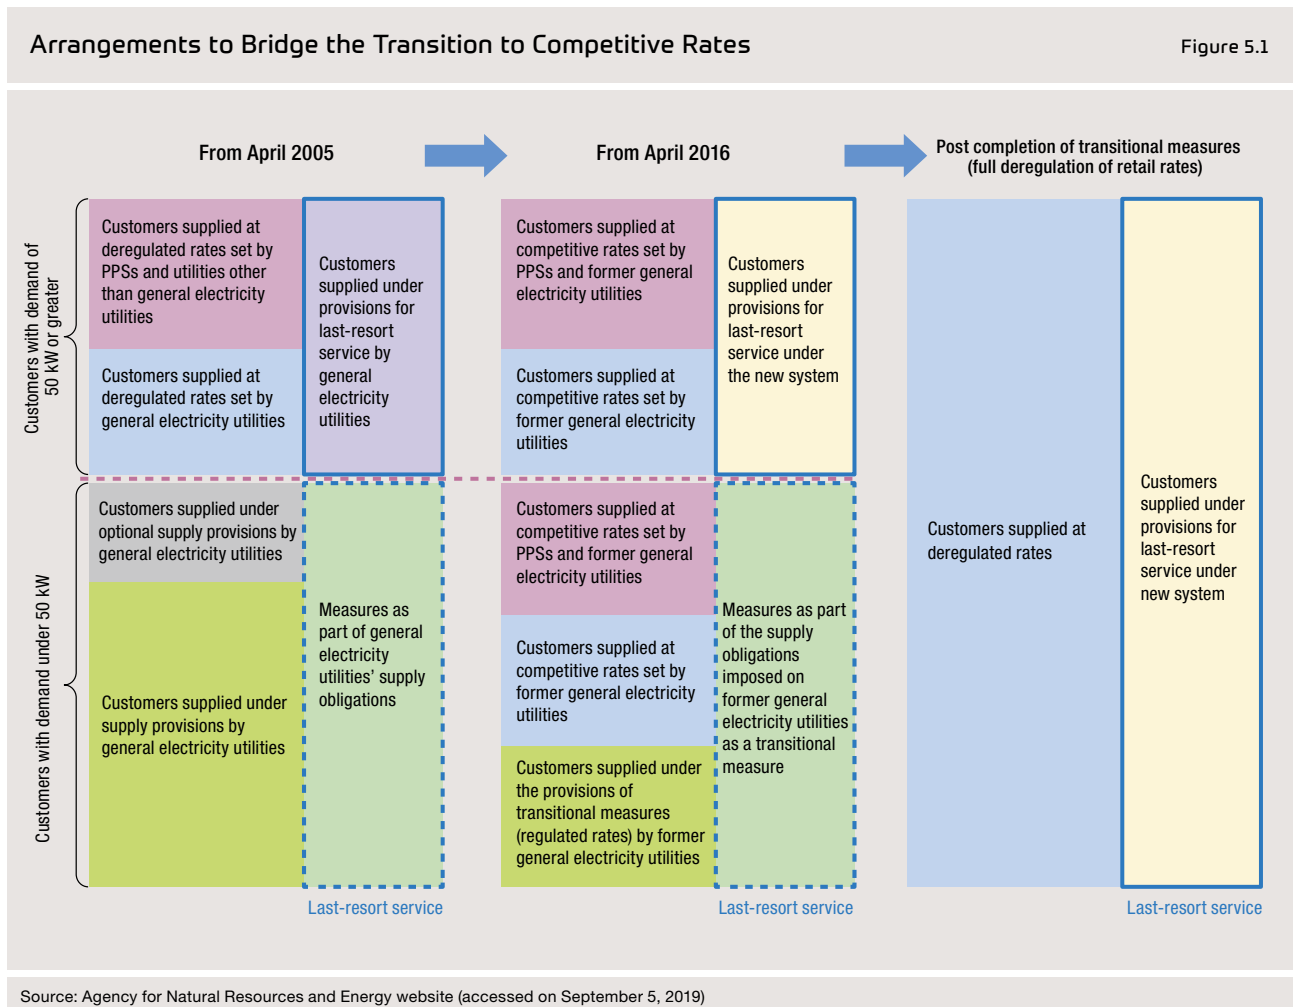 Arrangements to Bridge the Transition to Competitive Rates
Figure 5.1
From April 2005
From April 2016
Post completion of transitional measures
(full deregulation of retail rates)
Customers with demand of
50 kW or greater
Customers supplied at
deregulated rates set by
PPSs and utilities other
than general electricity
utilities
Customers supplied at
deregulated rates set by
general electricity utilities
Customers
supplied under
provisions for
last-resort
service by
general
electricity
utilities
Customers with demand under 50 kW
Customers supplied under
optional supply provisions by
general electricity utilities
Customers supplied under
supply provisions by
general electricity utilities
Measures as
part of general
electricity
utilities’ supply
obligations
Last-resort service
Customers supplied at
competitive rates set by
PPSs and former general
electricity utilities
Customers supplied at
competitive rates set by
former general electricity
utilities
Customers
supplied under
provisions for
last-resort
service under
the new system
Customers supplied at
competitive rates set by
PPSs and former general
electricity utilities
Customers supplied at
competitive rates set by
former general electricity
utilities
Customers supplied under
the provisions of
transitional measures
(regulated rates) by former
general electricity utilities
Measures as part
of the supply
obligations
imposed on
former general
electricity utilities
as a transitional
measure
Last-resort service
Customers supplied at
deregulated rates
Customers
supplied under
provisions for
last-resort
service under
new system
Last-resort service
Source: Agency for Natural Resources and Energy website (accessed on September 5, 2019)